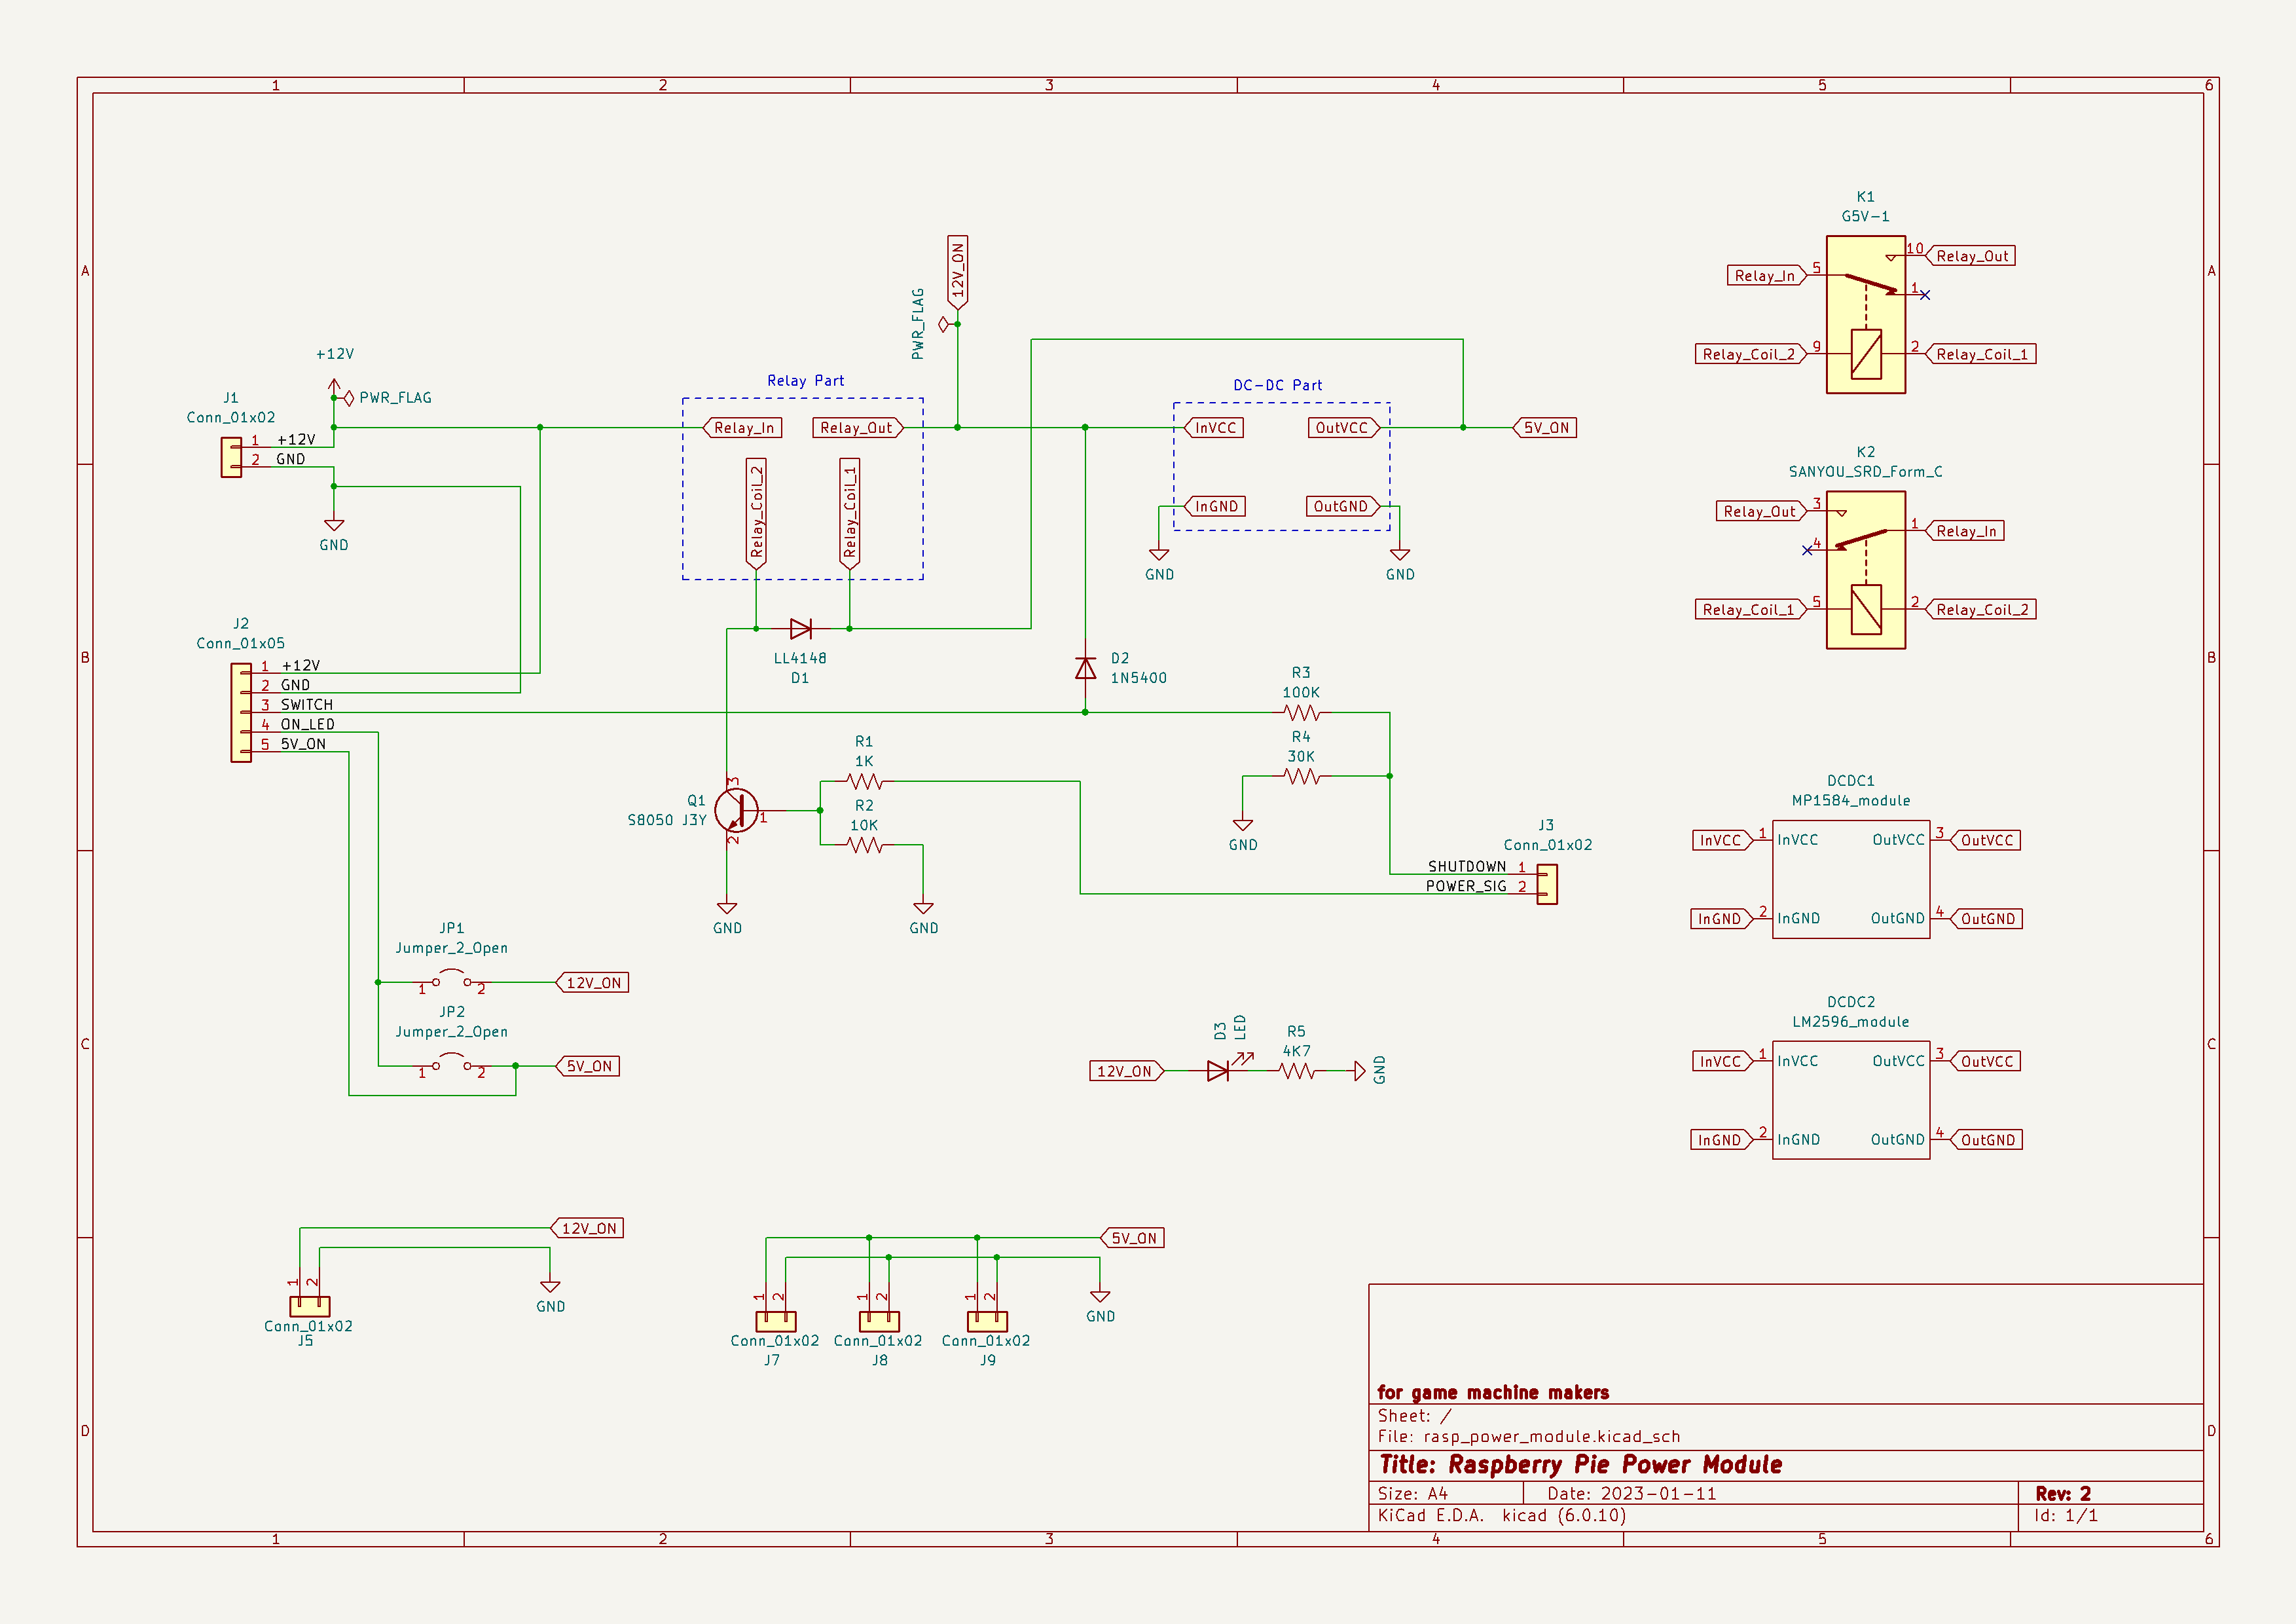 1 2 3 4 5 6
A
B
C
D
A
B
C
D
K1
G5V-1
10 Relay_Out
Relay_In 5
1
Relay_Coil_2 9
2 Relay_Coil_1
12V_ON
PWR_FLAG
+12V
PWR_FLAG
J1
Conn_01x02
1 +12V
2 GND
GND
Relay Part
Relay_In
Relay_Out
Relay_Coil_2
Relay_Coil_1
DC-DC Part
InVCC
OutVCC
5V_ON
InGND
OutGND
GND
GND
K2
SANYOU_SRD_Form_C
Relay_Out 3
1 Relay_In
4
Relay_Coil_1 5
2 Relay_Coil_2
J2
Conn_01x05
1 +12V
2 GND
3 SWITCH
4 ON_LED
5 5V_ON
LL4148
D1
D2
1N5400
R3
100K
R4
30K
GND
R1
1K
R2
10K
Q1
S8050 J3Y
3
1
2
GND
GND
J3
Conn_01x02
SHUTDOWN 1
POWER_SIG 2
DCDC1
MP1584_module
InVCC 1 InVCC OutVCC 3 OutVCC
InGND 2 InGND OutGND 4 OutGND
JP1
Jumper_2_Open
1 2 12V_ON
JP2
Jumper_2_Open
1 2 5V_ON
12V_ON
D3
LED
R5
4K7
GND
DCDC2
LM2596_module
InVCC 1 InVCC OutVCC 3 OutVCC
InGND 2 InGND OutGND 4 OutGND
12V_ON
1 2
GND
Conn_01x02
J5
5V_ON
1 2
1 2
1 2
GND
Conn_01x02
J7
Conn_01x02
J8
Conn_01x02
J9
for game machine makers
Sheet: /
File: rasp_power_module.kicad_sch
Title: Raspberry Pie Power Module
Size: A4 Date: 2023-01-11 Rev: 2
KiCad E.D.A. kicad (6.0.10) Id: 1/1
1 2 3 4 5 6